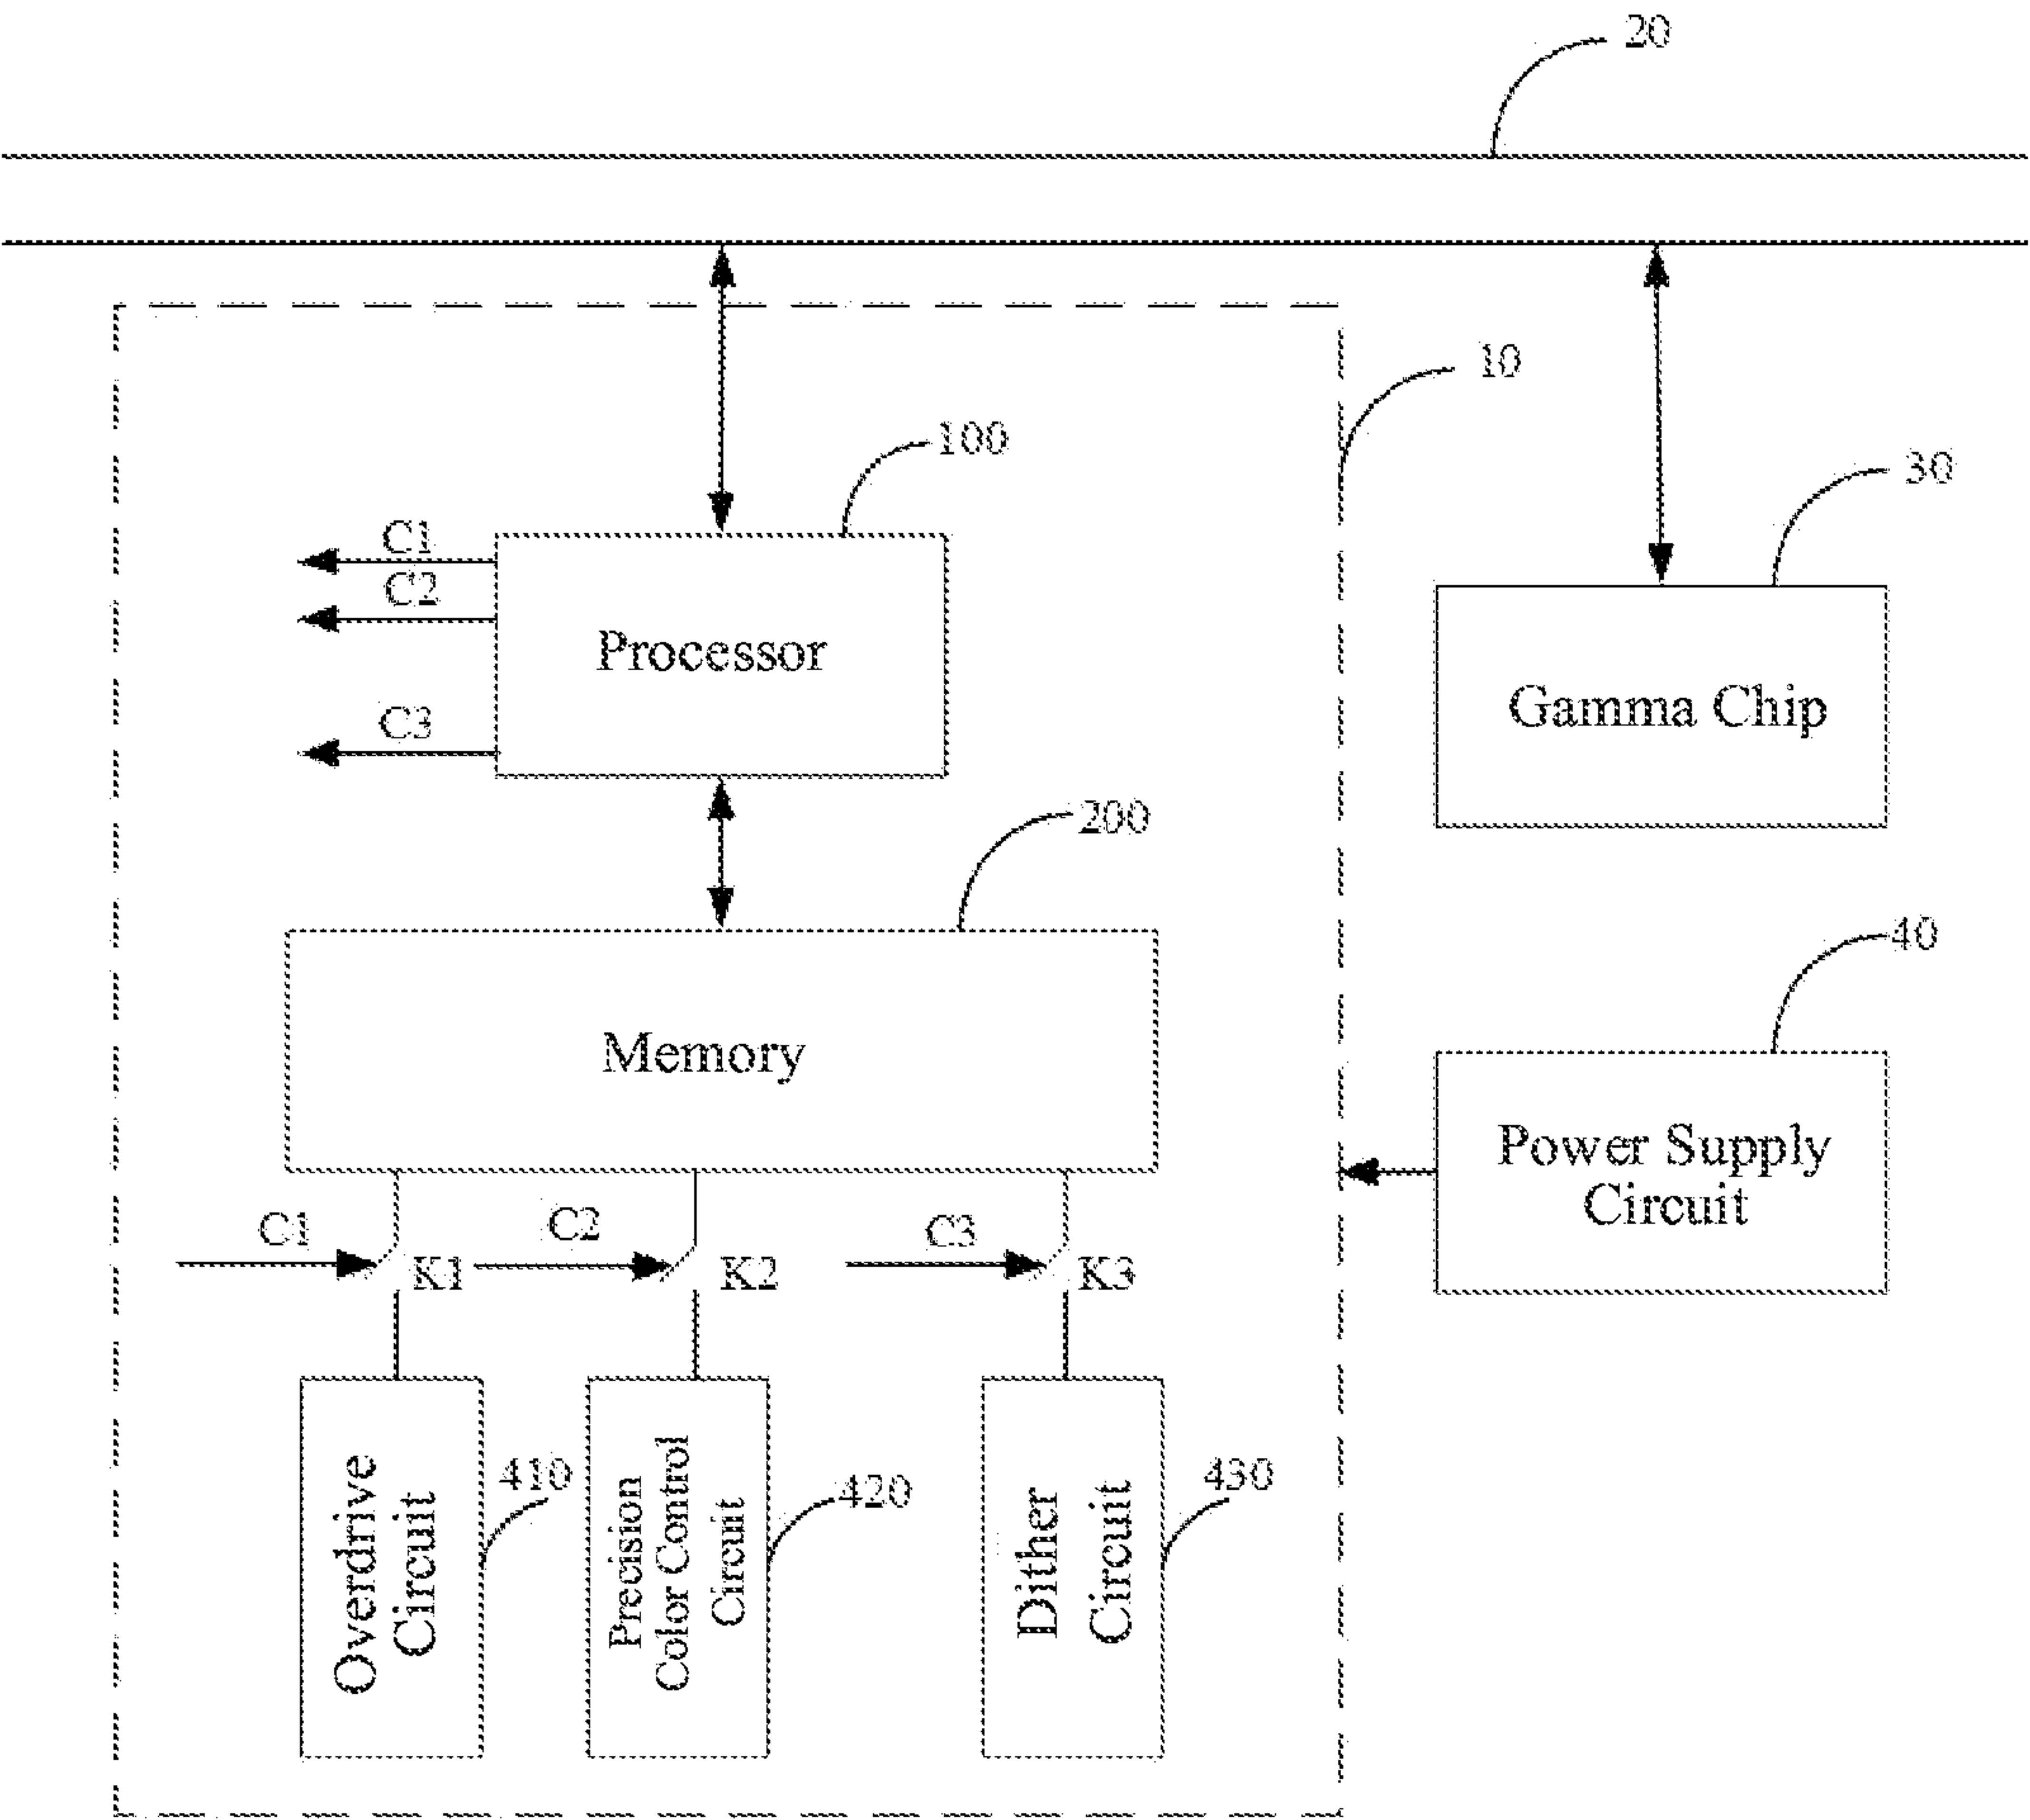 20
10
100
30
C1
C2
Processor
Gamma Chip
C3
200
40
Memory
Power Supply
Circuit
C1
C2
C3
K1
K2
K3
410
420
430
Overdrive
Circuit
Precision
Color Control
Circuit
Dither
Circuit